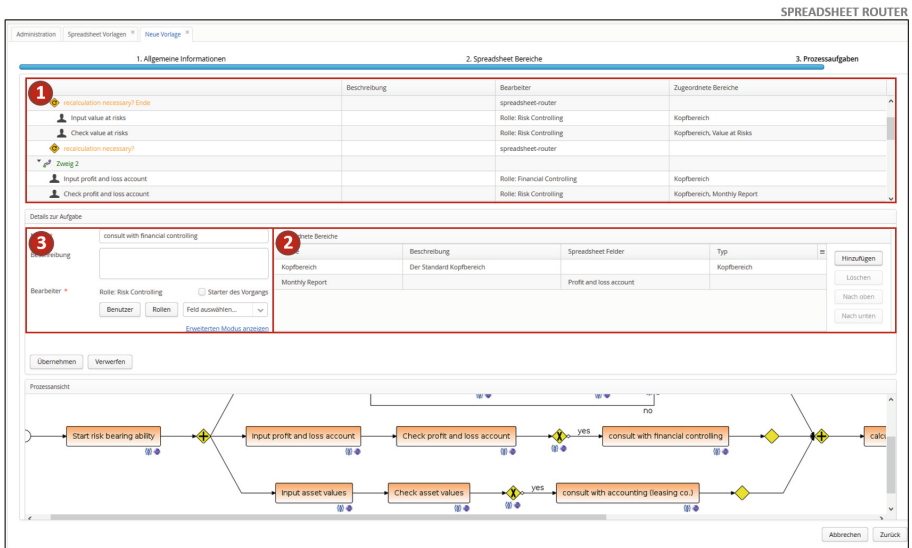 SPREADSHEET ROUTER
Administration Spreadsheet Vorlagen × Neue Vorlage ×
1. Allgemeine Informationen 2. Spreadsheet Bereiche 3. Prozessaufgaben
1
Beschreibung Bearbeiter Zugeordnete Bereiche
recalculation necessary? Ende spreadsheet-router
Input value at risks Rolle: Risk Controlling Kopfbereich
Check value at risks Rolle: Risk Controlling Kopfbereich, Value at Risks
recalculation necessary? spreadsheet-router
Zweig 2
Input profit and loss account Rolle: Financial Controlling Kopfbereich
Check profit and loss account Rolle: Risk Controlling Kopfbereich, Monthly Report
Details zur Aufgabe
3
consult with financial controlling
Bearbeiter * Rolle: Risk Controlling Starter des Vorgangs
Benutzer Rollen Feld auswählen...
Erweiterten Modus anzeigen
2
Bereiche
Beschreibung Spreadsheet Felder Typ
Kopfbereich Der Standard Kopfbereich Kopfbereich
Monthly Report Profit and loss account
Hinzufügen
Löschen
Nach oben
Nach unten
Übernehmen Verwerfen
Prozessansicht
no
Start risk bearing ability Input profit and loss account Check profit and loss account yes consult with financial controlling
Input asset values Check asset values yes consult with accounting (leasing co.)
Abbrechen Zurück